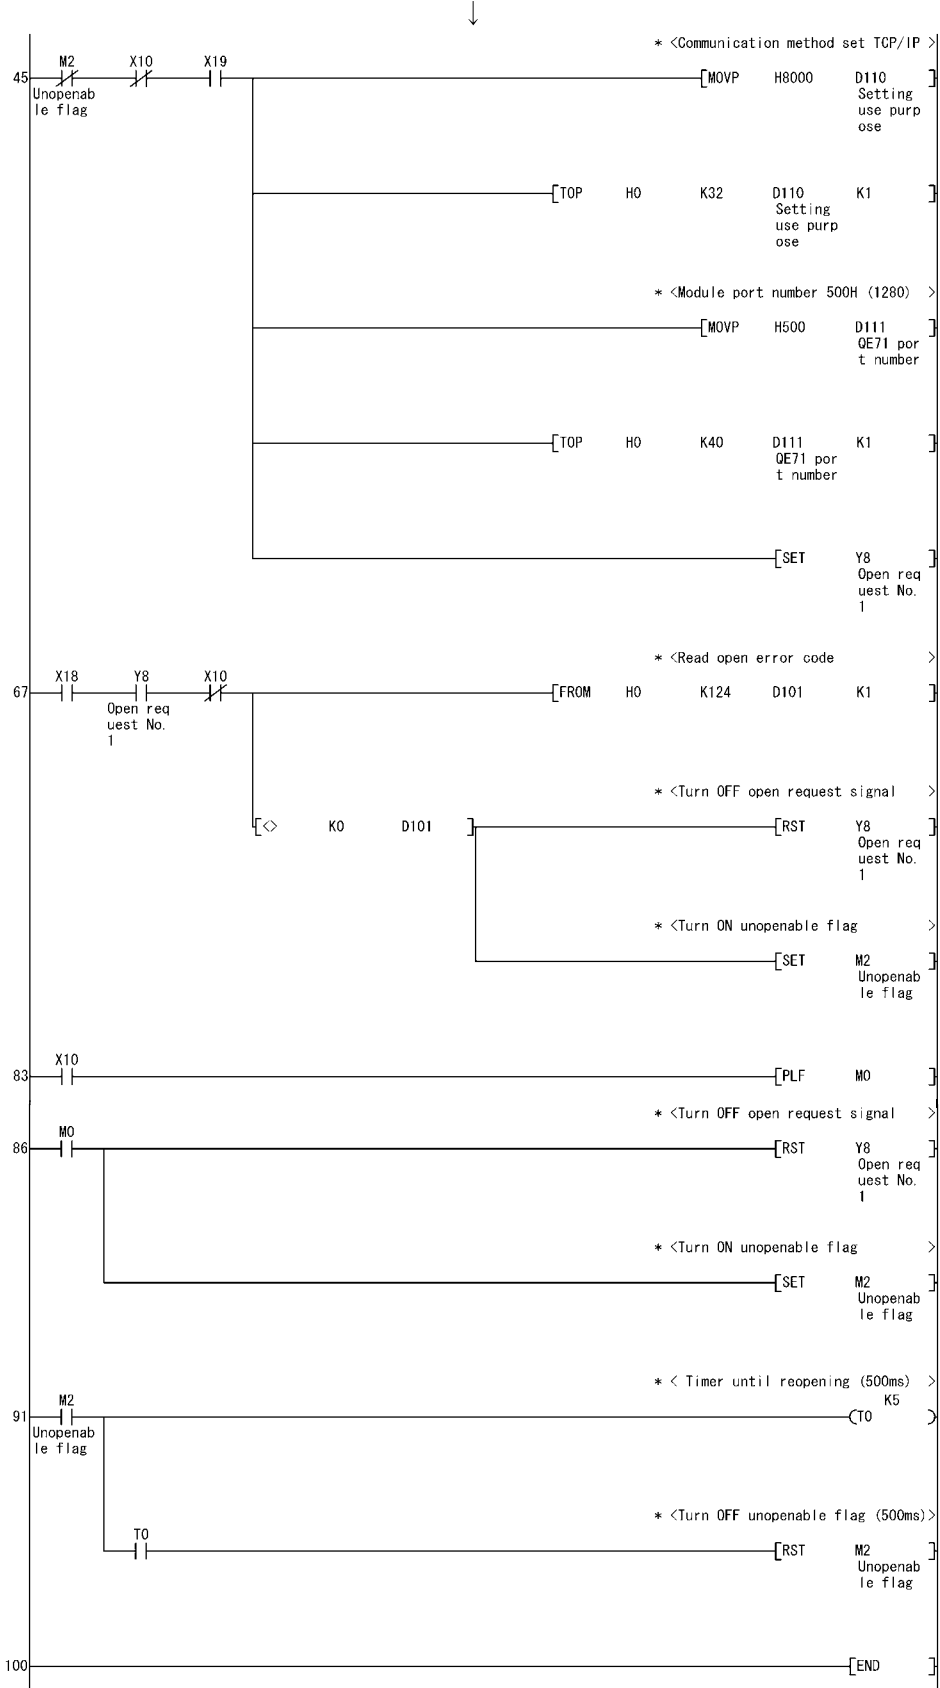 * <Communication method set TCP/IP >
M2 X10 X19
45 [MOVP H8000 D110 ]
Unopenab
le flag
Setting
use purp
ose
[TOP H0 K32 D110 K1 ]
Setting
use purp
ose
* <Module port number 500H (1280) >
[MOVP H500 D111 ]
QE71 por
t number
[TOP H0 K40 D111 K1 ]
QE71 por
t number
[SET Y8 ]
Open req
uest No.
1
* <Read open error code >
X18 Y8 X10
67 [FROM H0 K124 D101 K1 ]
Open req
uest No.
1
* <Turn OFF open request signal >
[<> K0 D101 ] [RST Y8 ]
Open req
uest No.
1
* <Turn ON unopenable flag >
[SET M2 ]
Unopenab
le flag
X10
83 [PLF M0 ]
* <Turn OFF open request signal >
M0
86 [RST Y8 ]
Open req
uest No.
1
* <Turn ON unopenable flag >
[SET M2 ]
Unopenab
le flag
* < Timer until reopening (500ms) >
M2 K5
91 (T0 )
Unopenab
le flag
* <Turn OFF unopenable flag (500ms)>
T0
[RST M2 ]
Unopenab
le flag
100 [END ]